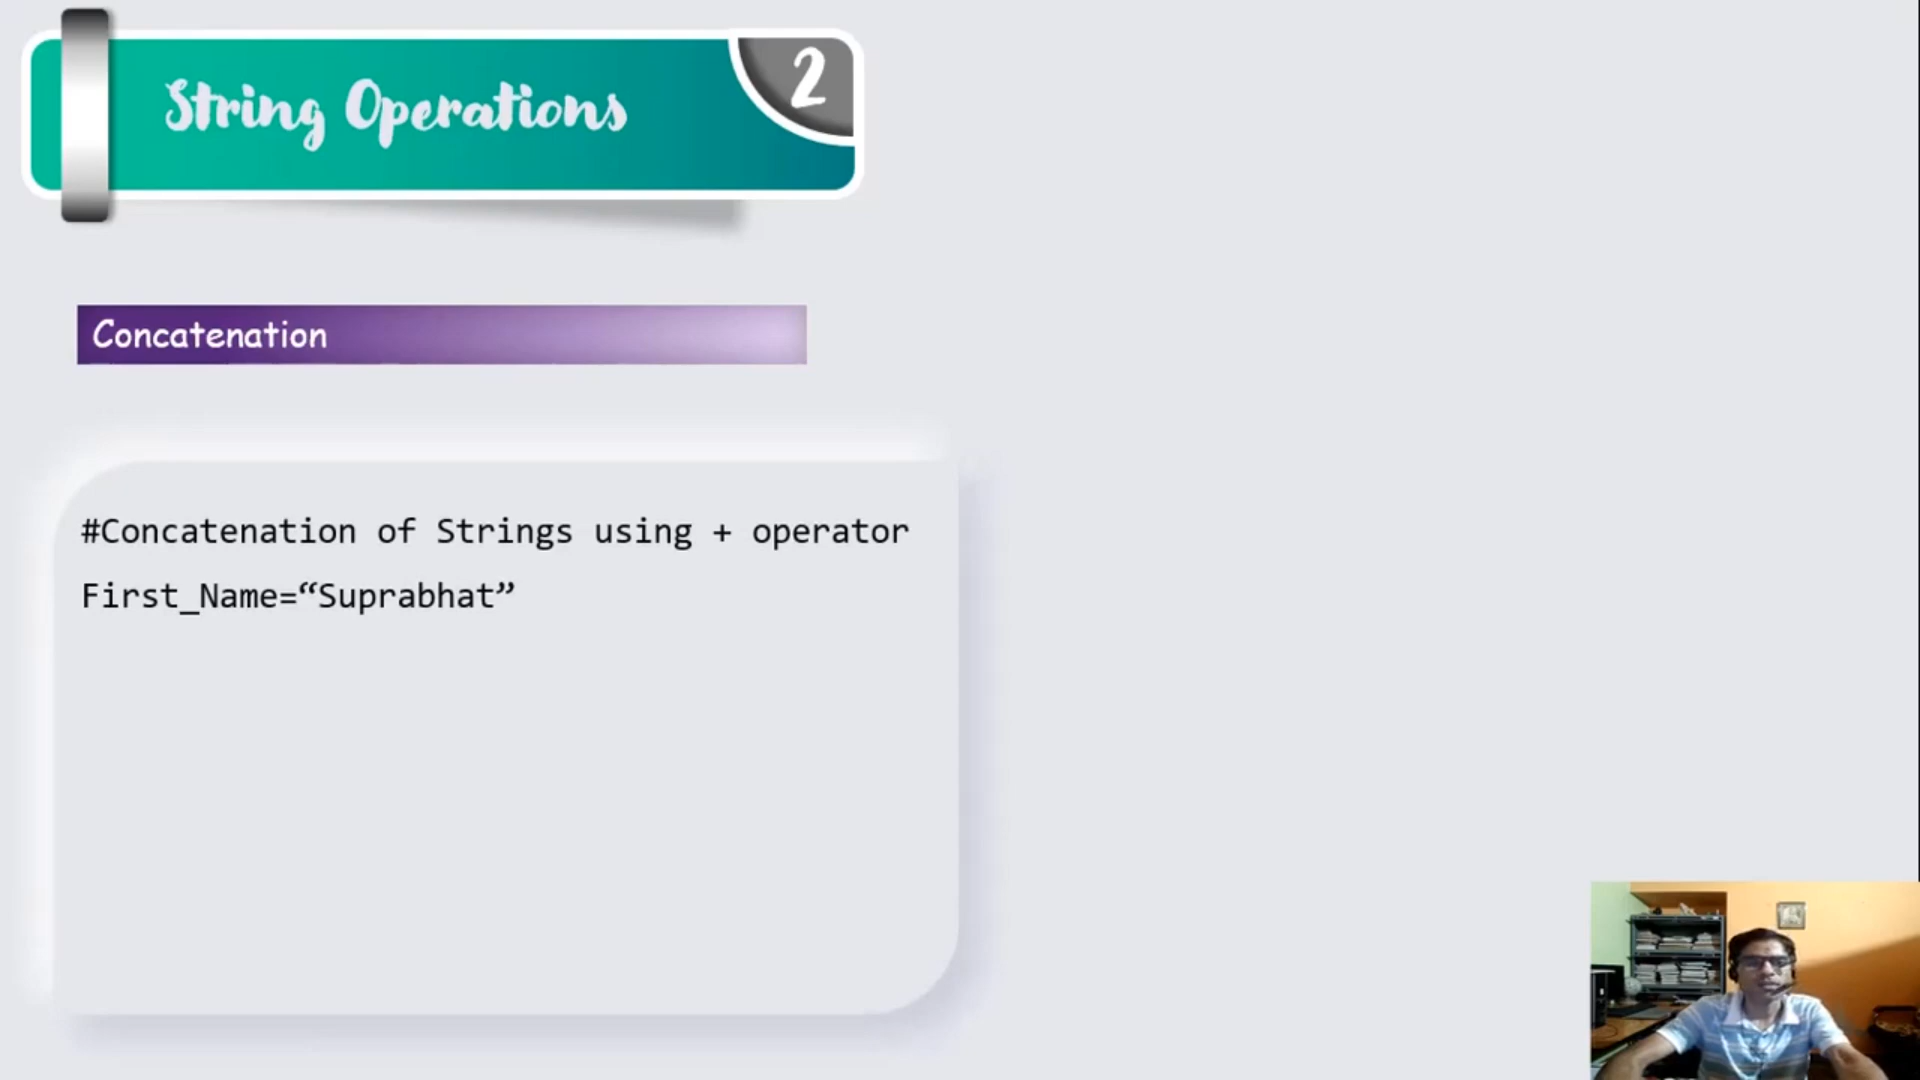 String Operations
2
Concatenation
#Concatenation of Strings using + operator
First_Name=“Suprabhat”